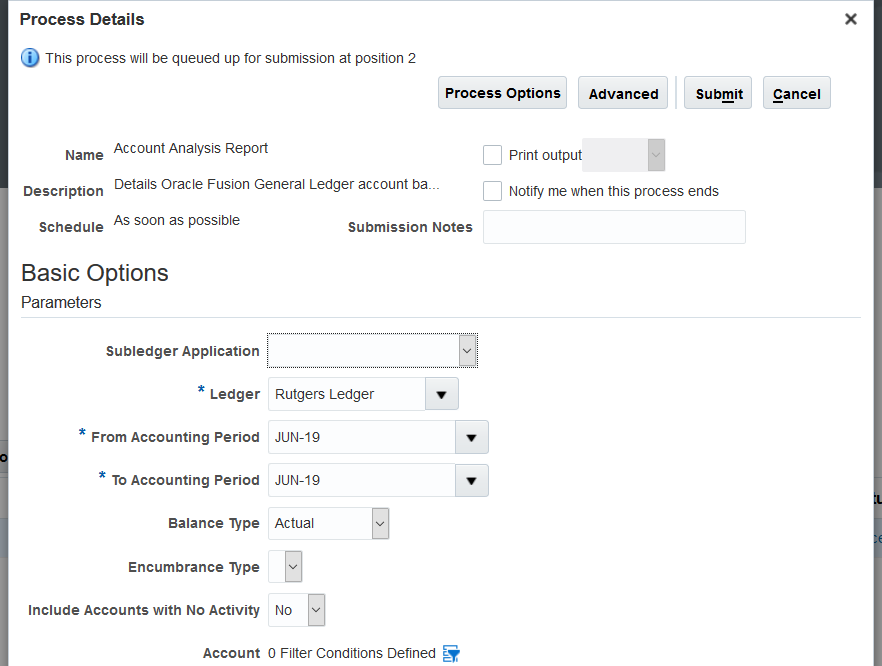 Process Details
This process will be queued up for submission at position 2
Process Options Advanced Submit Cancel
Name Account Analysis Report
Print output
Description Details Oracle Fusion General Ledger account ba...
Notify me when this process ends
Schedule As soon as possible
Submission Notes
Basic Options
Parameters
Subledger Application
* Ledger Rutgers Ledger
* From Accounting Period JUN-19
* To Accounting Period JUN-19
Balance Type Actual
Encumbrance Type
Include Accounts with No Activity No
Account 0 Filter Conditions Defined